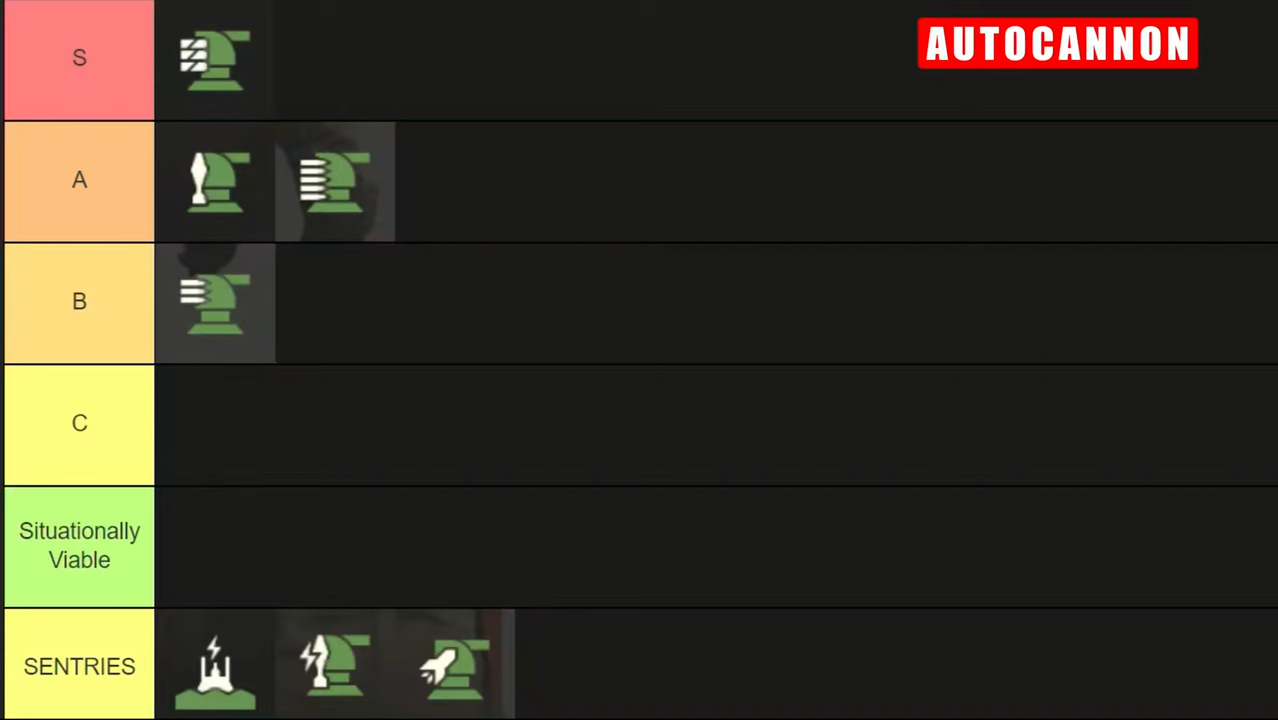 S
AUTOCANNON
A
B
C
Situationally
Viable
SENTRIES